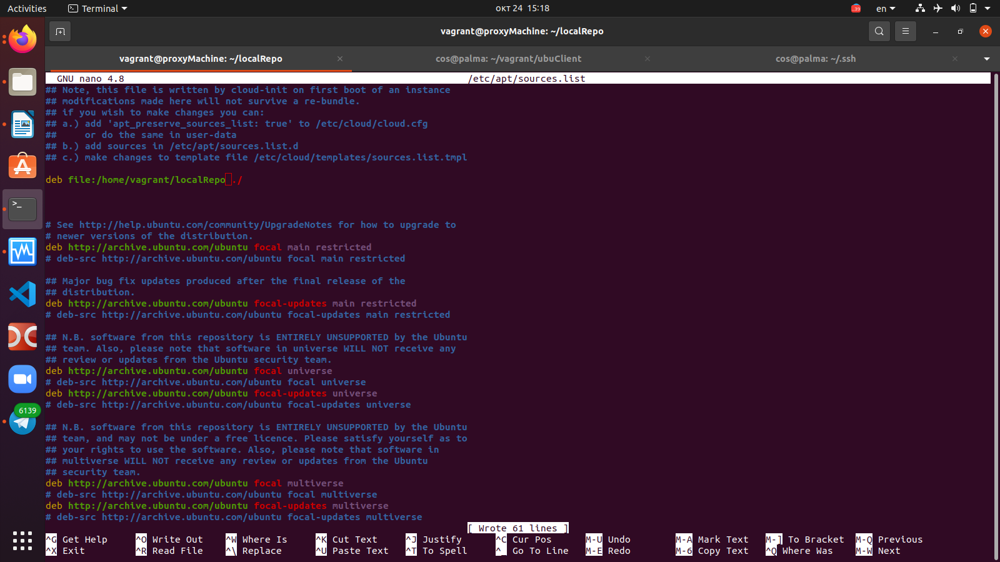 Activities
Terminal
окт 24 15:18
39
en
vagrant@proxyMachine: ~/localRepo
vagrant@proxyMachine: ~/localRepo
cos@palma: ~/vagrant/ubuClient
cos@palma: ~/.ssh
GNU nano 4.8 /etc/apt/sources.list
## Note, this file is written by cloud-init on first boot of an instance
## modifications made here will not survive a re-bundle.
## if you wish to make changes you can:
## a.) add 'apt_preserve_sources_list: true' to /etc/cloud/cloud.cfg
##     or do the same in user-data
## b.) add sources in /etc/apt/sources.list.d
## c.) make changes to template file /etc/cloud/templates/sources.list.tmpl
deb file:/home/vagrant/localRepo ./
# See http://help.ubuntu.com/community/UpgradeNotes for how to upgrade to
# newer versions of the distribution.
deb http://archive.ubuntu.com/ubuntu focal main restricted
# deb-src http://archive.ubuntu.com/ubuntu focal main restricted
## Major bug fix updates produced after the final release of the
## distribution.
deb http://archive.ubuntu.com/ubuntu focal-updates main restricted
# deb-src http://archive.ubuntu.com/ubuntu focal-updates main restricted
## N.B. software from this repository is ENTIRELY UNSUPPORTED by the Ubuntu
## team. Also, please note that software in universe WILL NOT receive any
## review or updates from the Ubuntu security team.
deb http://archive.ubuntu.com/ubuntu focal universe
# deb-src http://archive.ubuntu.com/ubuntu focal universe
deb http://archive.ubuntu.com/ubuntu focal-updates universe
# deb-src http://archive.ubuntu.com/ubuntu focal-updates universe
## N.B. software from this repository is ENTIRELY UNSUPPORTED by the Ubuntu
## team, and may not be under a free licence. Please satisfy yourself as to
## your rights to use the software. Also, please note that software in
## multiverse WILL NOT receive any review or updates from the Ubuntu
## security team.
deb http://archive.ubuntu.com/ubuntu focal multiverse
# deb-src http://archive.ubuntu.com/ubuntu focal multiverse
deb http://archive.ubuntu.com/ubuntu focal-updates multiverse
# deb-src http://archive.ubuntu.com/ubuntu focal-updates multiverse
[ Wrote 61 lines ]
^G Get Help ^O Write Out ^W Where Is ^K Cut Text ^J Justify ^C Cur Pos M-U Undo M-A Mark Text M-] To Bracket M-Q Previous
^X Exit ^R Read File ^\ Replace ^U Paste Text ^T To Spell ^_ Go To Line M-E Redo M-6 Copy Text ^Q Where Was M-W Next
6139